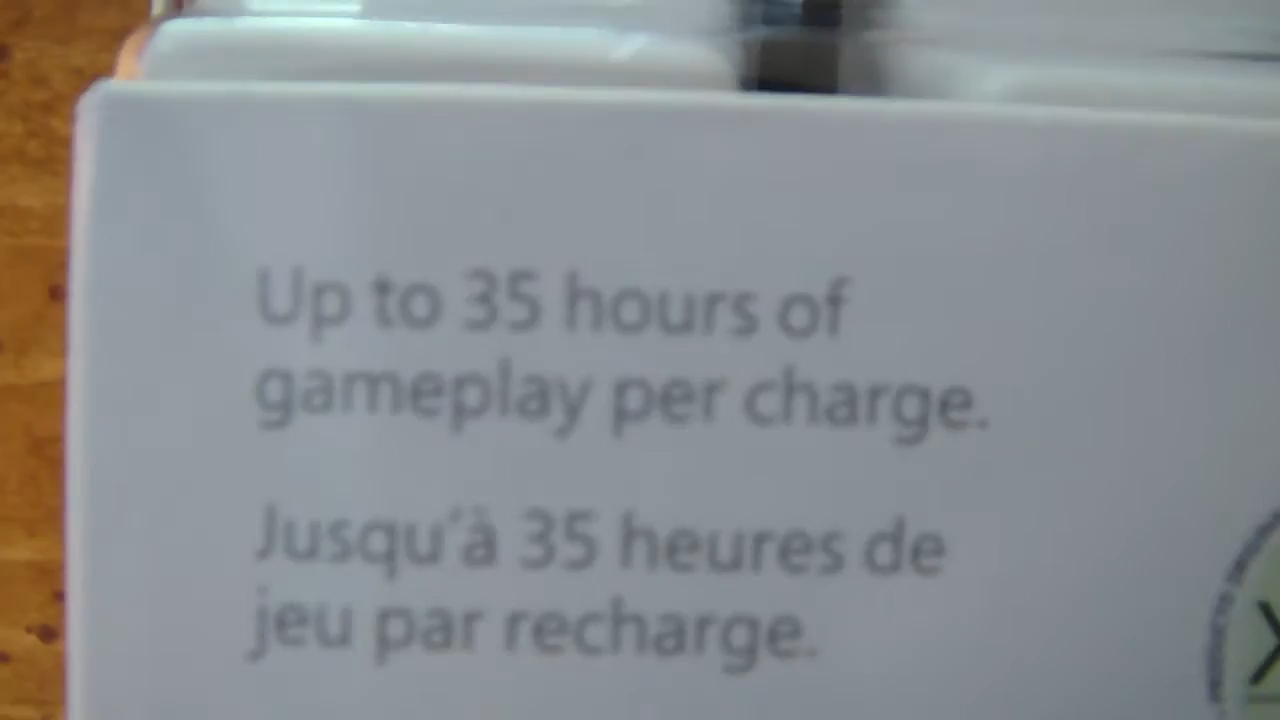 Up to 35 hours of
gameplay per charge.
Jusqu'à 35 heures de
jeu par recharge.